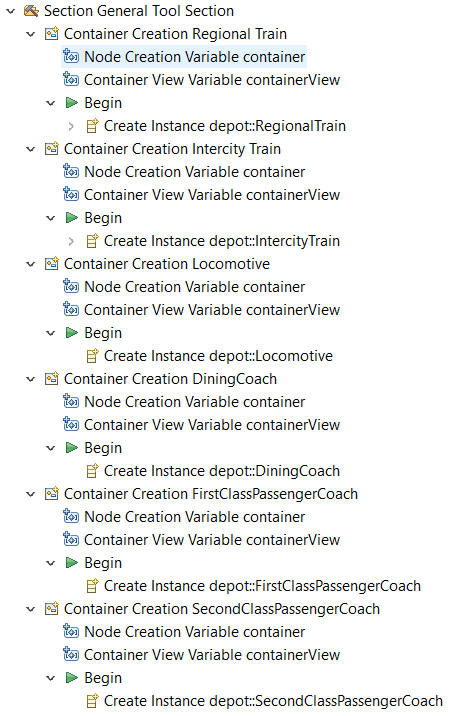 Section General Tool Section
Container Creation Regional Train
Node Creation Variable container
Container View Variable containerView
Begin
Create Instance depot::RegionalTrain
Container Creation Intercity Train
Node Creation Variable container
Container View Variable containerView
Begin
Create Instance depot::IntercityTrain
Container Creation Locomotive
Node Creation Variable container
Container View Variable containerView
Begin
Create Instance depot::Locomotive
Container Creation DiningCoach
Node Creation Variable container
Container View Variable containerView
Begin
Create Instance depot::DiningCoach
Container Creation FirstClassPassengerCoach
Node Creation Variable container
Container View Variable containerView
Begin
Create Instance depot::FirstClassPassengerCoach
Container Creation SecondClassPassengerCoach
Node Creation Variable container
Container View Variable containerView
Begin
Create Instance depot::SecondClassPassengerCoach